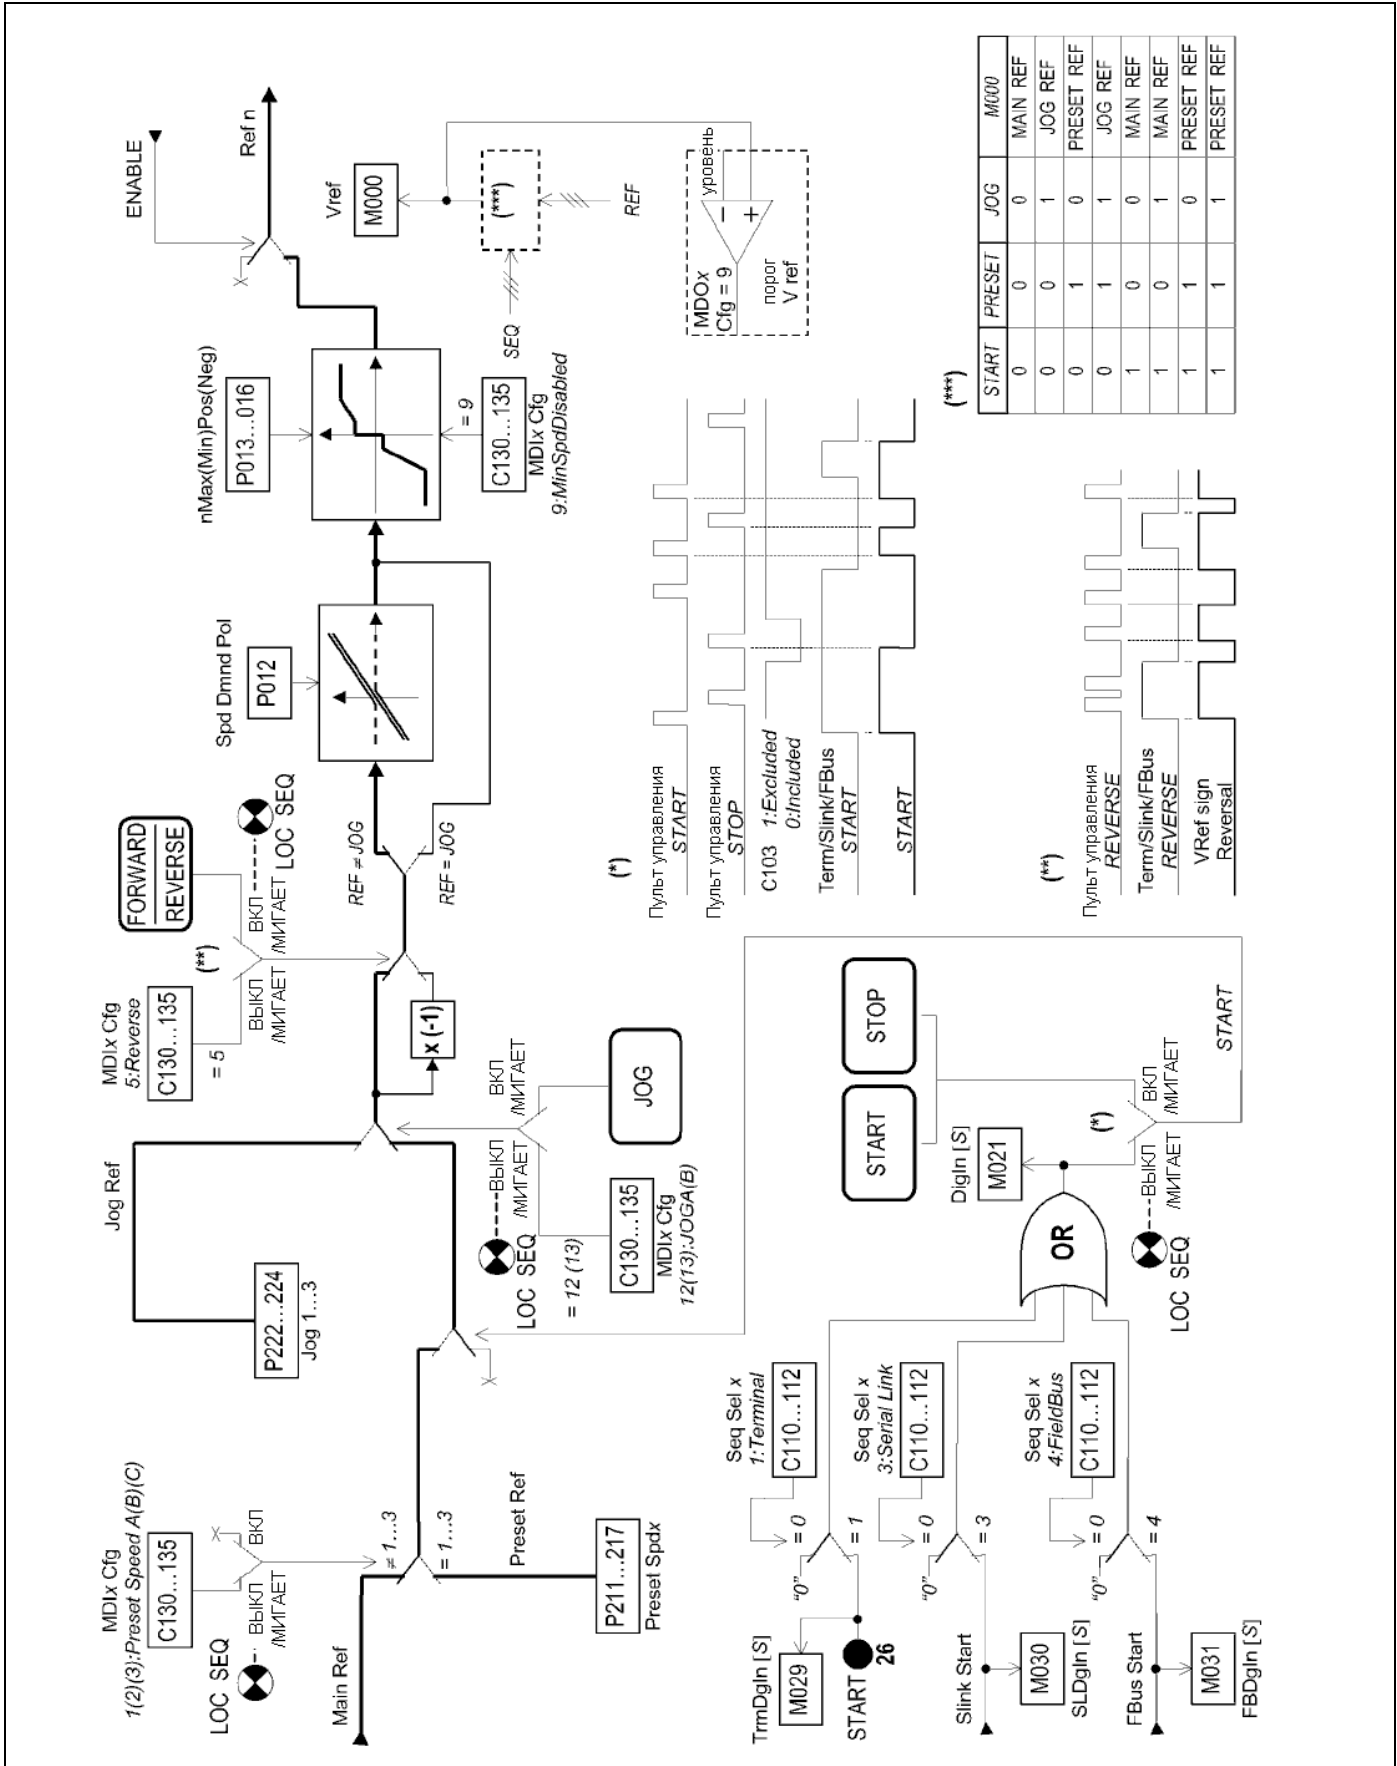 MDIx Cfg
1(2)(3):Preset Speed A(B)(C)
C130...135
LOC SEQ
ВЫКЛ
/МИГАЕТ
ВКЛ
≠ 1...3
= 1...3
Main Ref
Preset Ref
P211...217
Preset Spdx
P222...224
Jog 1...3
Jog Ref
LOC SEQ
ВЫКЛ
/МИГАЕТ
ВКЛ
/МИГАЕТ
= 12 (13)
C130...135
MDIx Cfg
12(13):JOGA(B)
JOG
MDIx Cfg
5:Reverse
C130...135
= 5
(**)
ВЫКЛ
/МИГАЕТ
ВКЛ
/МИГАЕТ
FORWARD
REVERSE
LOC SEQ
x (-1)
REF ≠ JOG
REF = JOG
Spd Dmnd Pol
P012
nMax(Min)Pos(Neg)
P013...016
= 9
C130...135
MDIx Cfg
9:MinSpdDisabled
ENABLE
Ref n
Vref
M000
(***)
SEQ
REF
MDOx
Cfg = 9
уровень
порог
V ref
TrmDgIn [S]
M029
START
26
"0"
= 0
= 1
Seq Sel x
1:Terminal
C110...112
Slink Start
M030
SLDgIn [S]
"0"
= 0
= 3
Seq Sel x
3:Serial Link
C110...112
FBus Start
M031
FBDgIn [S]
"0"
= 0
= 4
Seq Sel x
4:FieldBus
C110...112
OR
DigIn [S]
M021
LOC SEQ
ВЫКЛ
/МИГАЕТ
(*)
ВКЛ
/МИГАЕТ
START
STOP
START
(*)
Пульт управления
START
Пульт управления
STOP
C103 1:Excluded
0:Included
Term/Slink/FBus
START
START
(**)
Пульт управления
REVERSE
Term/Slink/FBus
REVERSE
VRef sign
Reversal
(***)
START PRESET JOG M000
0 0 0 MAIN REF
0 0 1 JOG REF
0 1 0 PRESET REF
0 1 1 JOG REF
1 0 0 MAIN REF
1 0 1 MAIN REF
1 1 0 PRESET REF
1 1 1 PRESET REF